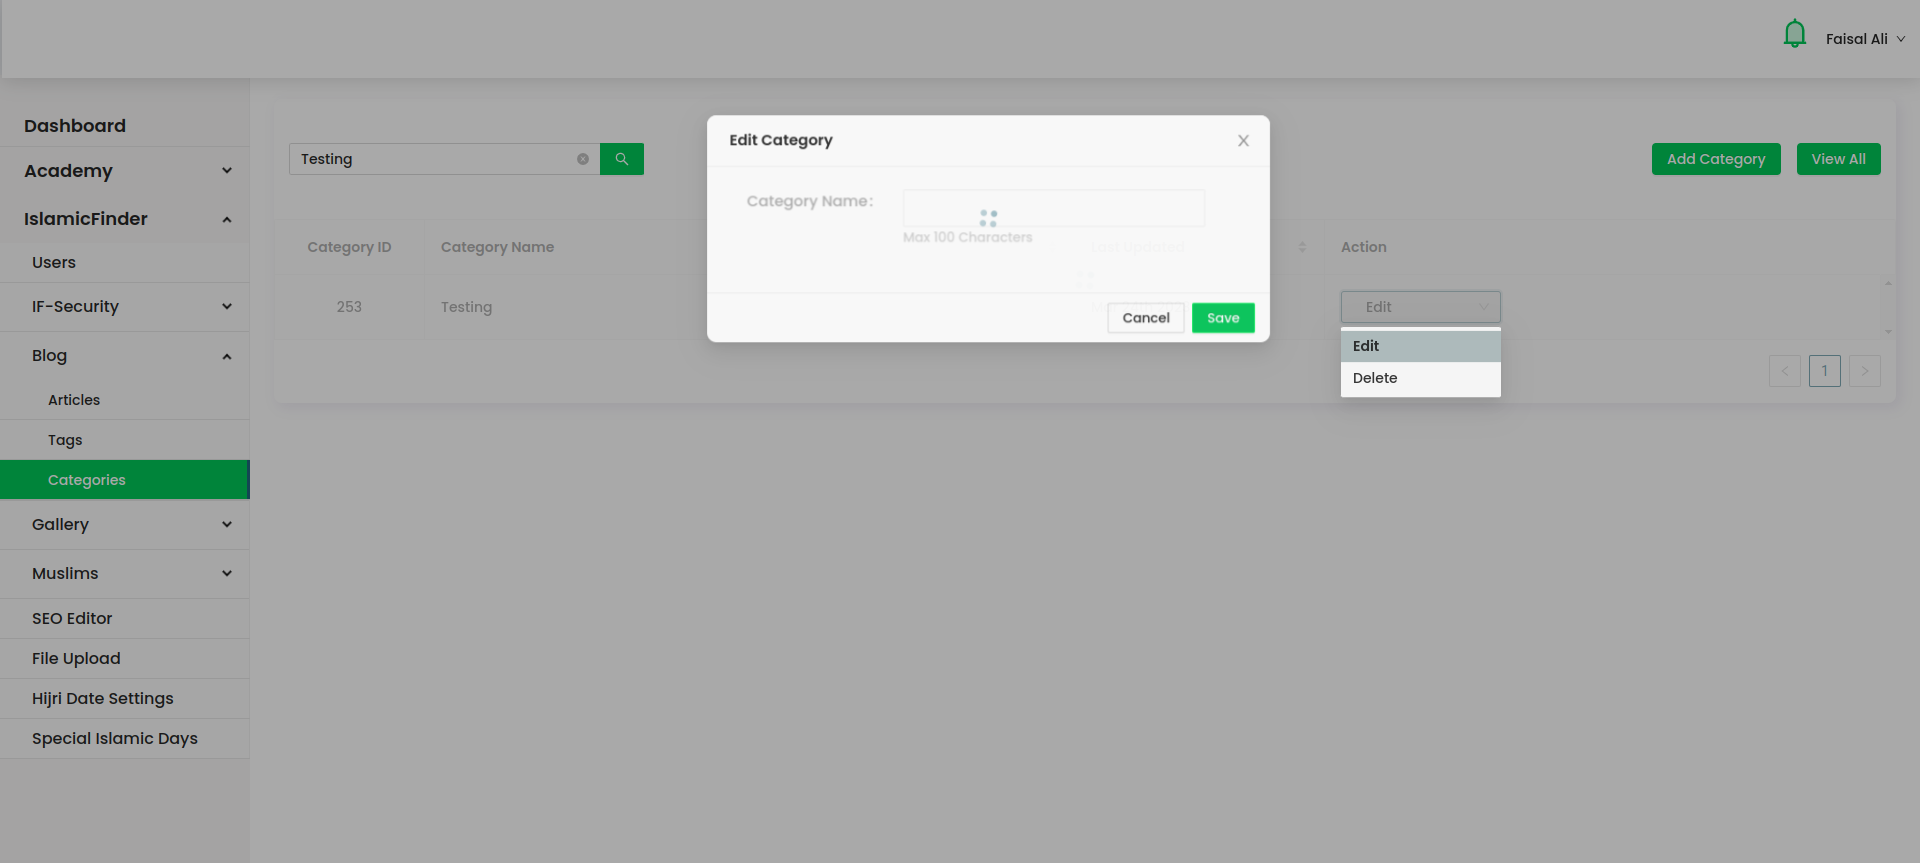 Faisal Ali
Dashboard
Academy
IslamicFinder
Users
IF-Security
Blog
Articles
Tags
Categories
Gallery
Muslims
SEO Editor
File Upload
Hijri Date Settings
Special Islamic Days
Testing
Add Category
View All
Category ID
Category Name
Last Updated
Action
253
Testing
Edit
Edit
Delete
1
Edit Category
X
Category Name:
Max 100 Characters
Cancel
Save